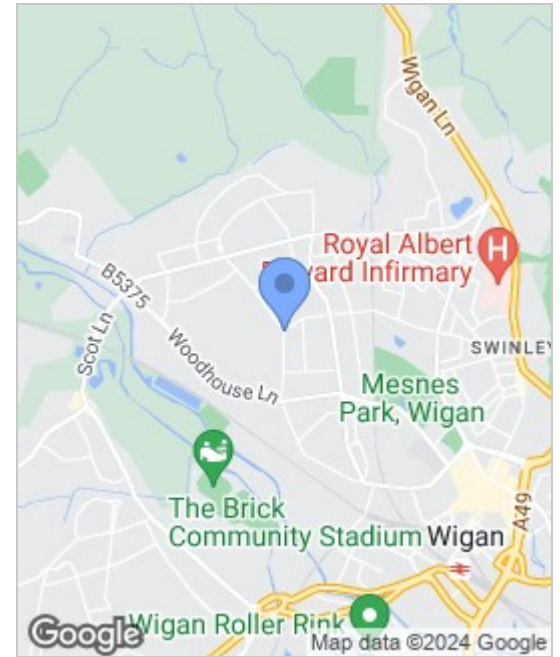 Wigan Ln
Royal Albert
Edward Infirmary
H
B5375
Scot Ln
Woodhouse Ln
SWINLEY
Mesnes
Park, Wigan
The Brick
Community Stadium
Wigan
A49
Wigan Roller Rink
Google
Map data ©2024 Google